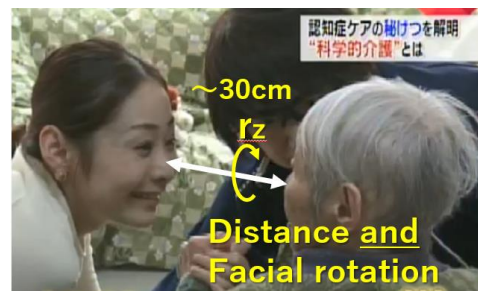 認知症ケアの秘けつを解明
“科学的介護”とは
～30cm
rz
Distance and
Facial rotation